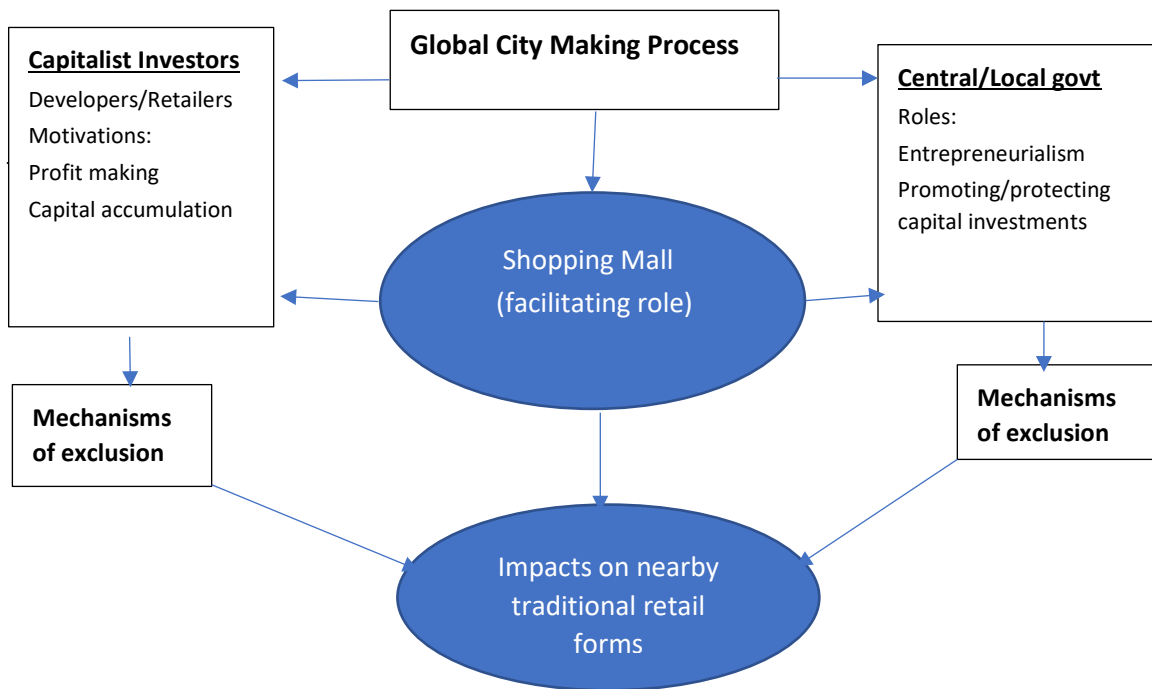 Global City Making Process
Capitalist Investors
Developers/Retailers
Motivations:
Profit making
Capital accumulation
Central/Local govt
Roles:
Entrepreneurialism
Promoting/protecting
capital investments
Shopping Mall
(facilitating role)
Mechanisms
of exclusion
Mechanisms
of exclusion
Impacts on nearby
traditional retail
forms